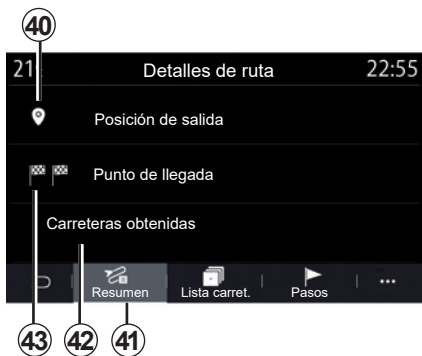 40
21° Detalles de ruta 22:55
Posición de salida
Punto de llegada
Carreteras obtenidas
Resumen Lista carret. Pasos ...
43 42 41